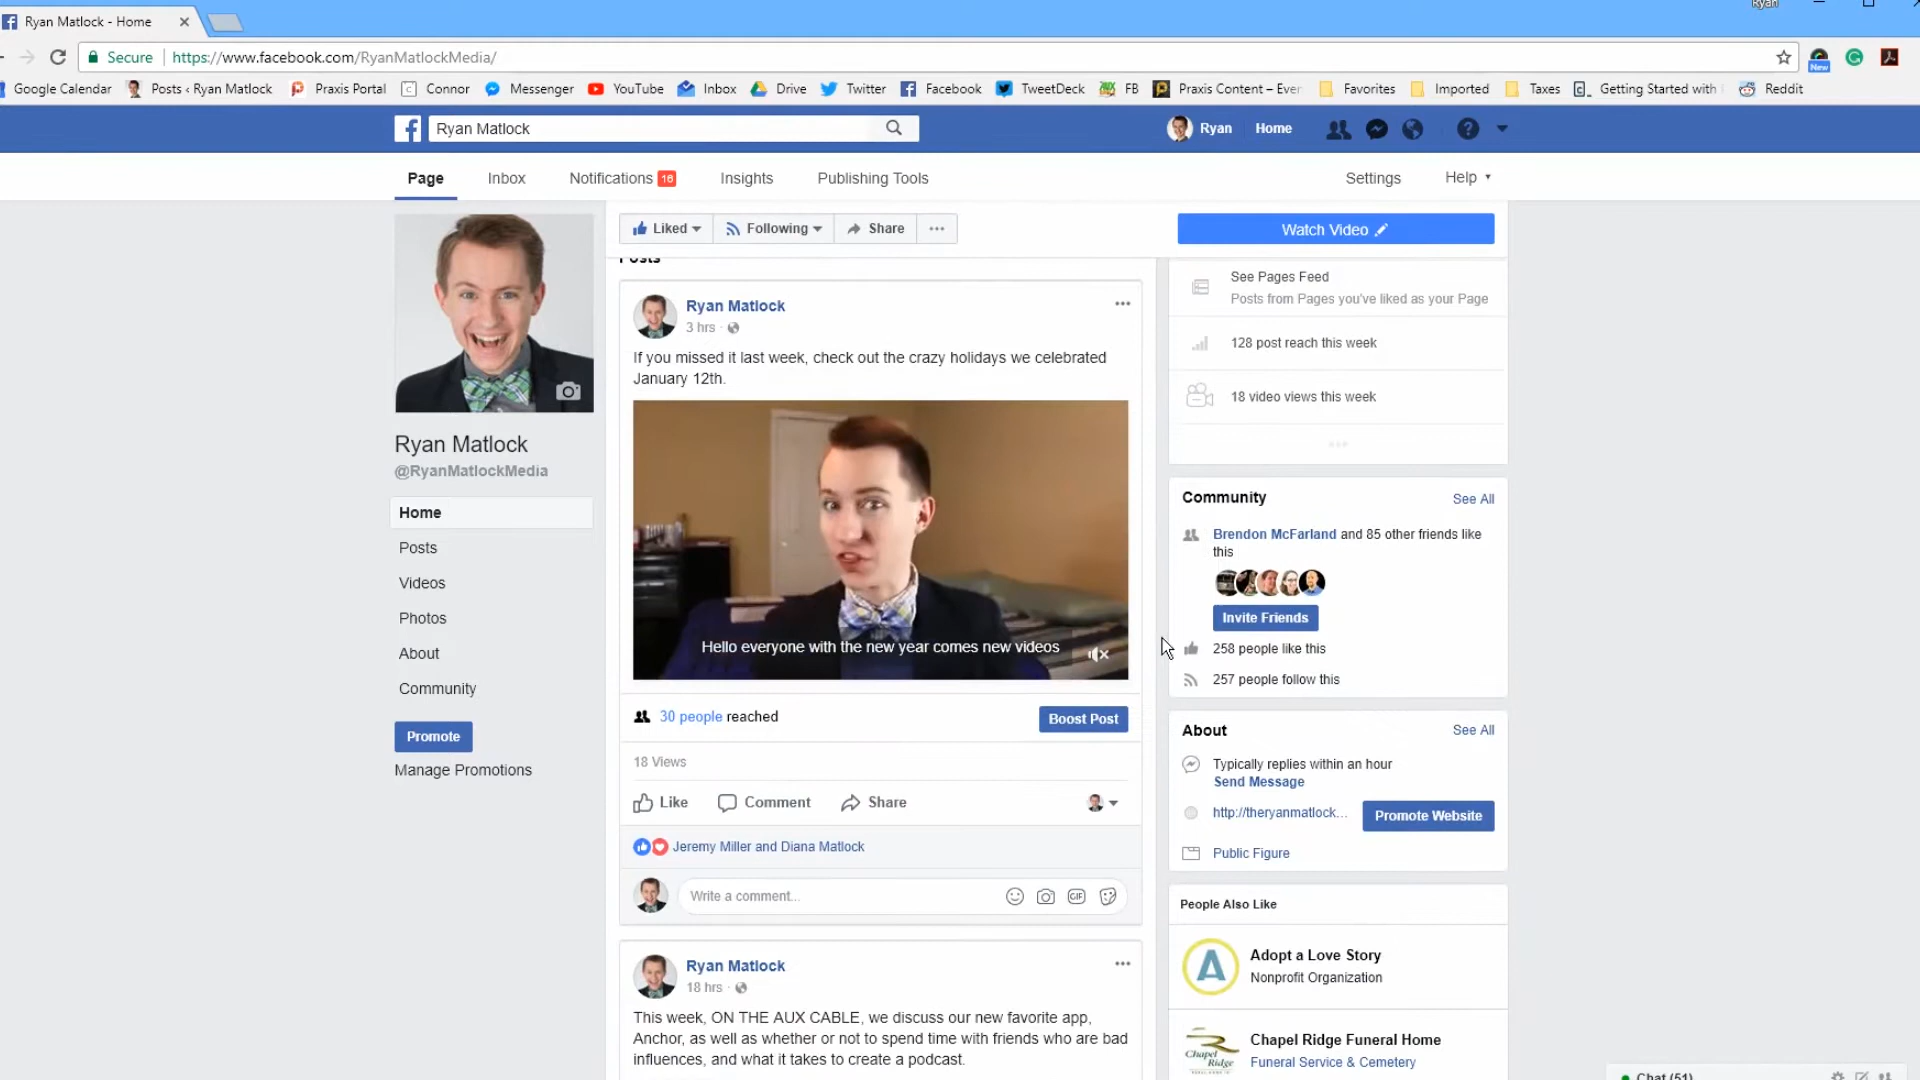 Ryan Matlock - Home
Ryan
Secure
https://www.facebook.com/RyanMatlockMedia/
New
Google Calendar
Posts ‹ Ryan Matlock
Praxis Portal
Connor
Messenger
YouTube
Inbox
Drive
Twitter
Facebook
TweetDeck
FB
Praxis Content – Ever
Favorites
Imported
Taxes
Getting Started with
Reddit
Ryan Matlock
Ryan
Home
Page
Inbox
Notifications 16
Insights
Publishing Tools
Settings
Help
Liked
Following
Share
Watch Video
Posts
Ryan Matlock
3 hrs
If you missed it last week, check out the crazy holidays we celebrated
January 12th.
Hello everyone with the new year comes new videos
30 people reached
Boost Post
18 Views
Like
Comment
Share
Jeremy Miller and Diana Matlock
Write a comment...
GIF
Ryan Matlock
18 hrs
This week, ON THE AUX CABLE, we discuss our new favorite app,
Anchor, as well as whether or not to spend time with friends who are bad
influences, and what it takes to create a podcast.
Ryan Matlock
@RyanMatlockMedia
Home
Posts
Videos
Photos
About
Community
Promote
Manage Promotions
See Pages Feed
Posts from Pages you've liked as your Page
128 post reach this week
18 video views this week
Community
See All
Brendon McFarland and 85 other friends like
this
Invite Friends
258 people like this
257 people follow this
About
See All
Typically replies within an hour
Send Message
http://theryanmatlock...
Promote Website
Public Figure
People Also Like
A
Adopt a Love Story
Nonprofit Organization
Chapel Ridge
Chapel Ridge Funeral Home
Funeral Service & Cemetery
Chat (51)